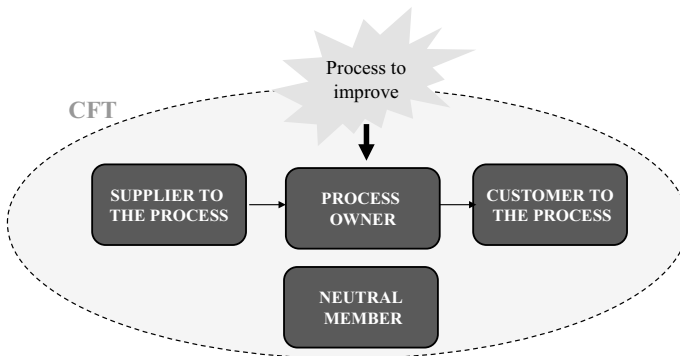 Process to
improve
CFT
SUPPLIER TO
THE PROCESS
PROCESS
OWNER
CUSTOMER TO
THE PROCESS
NEUTRAL
MEMBER